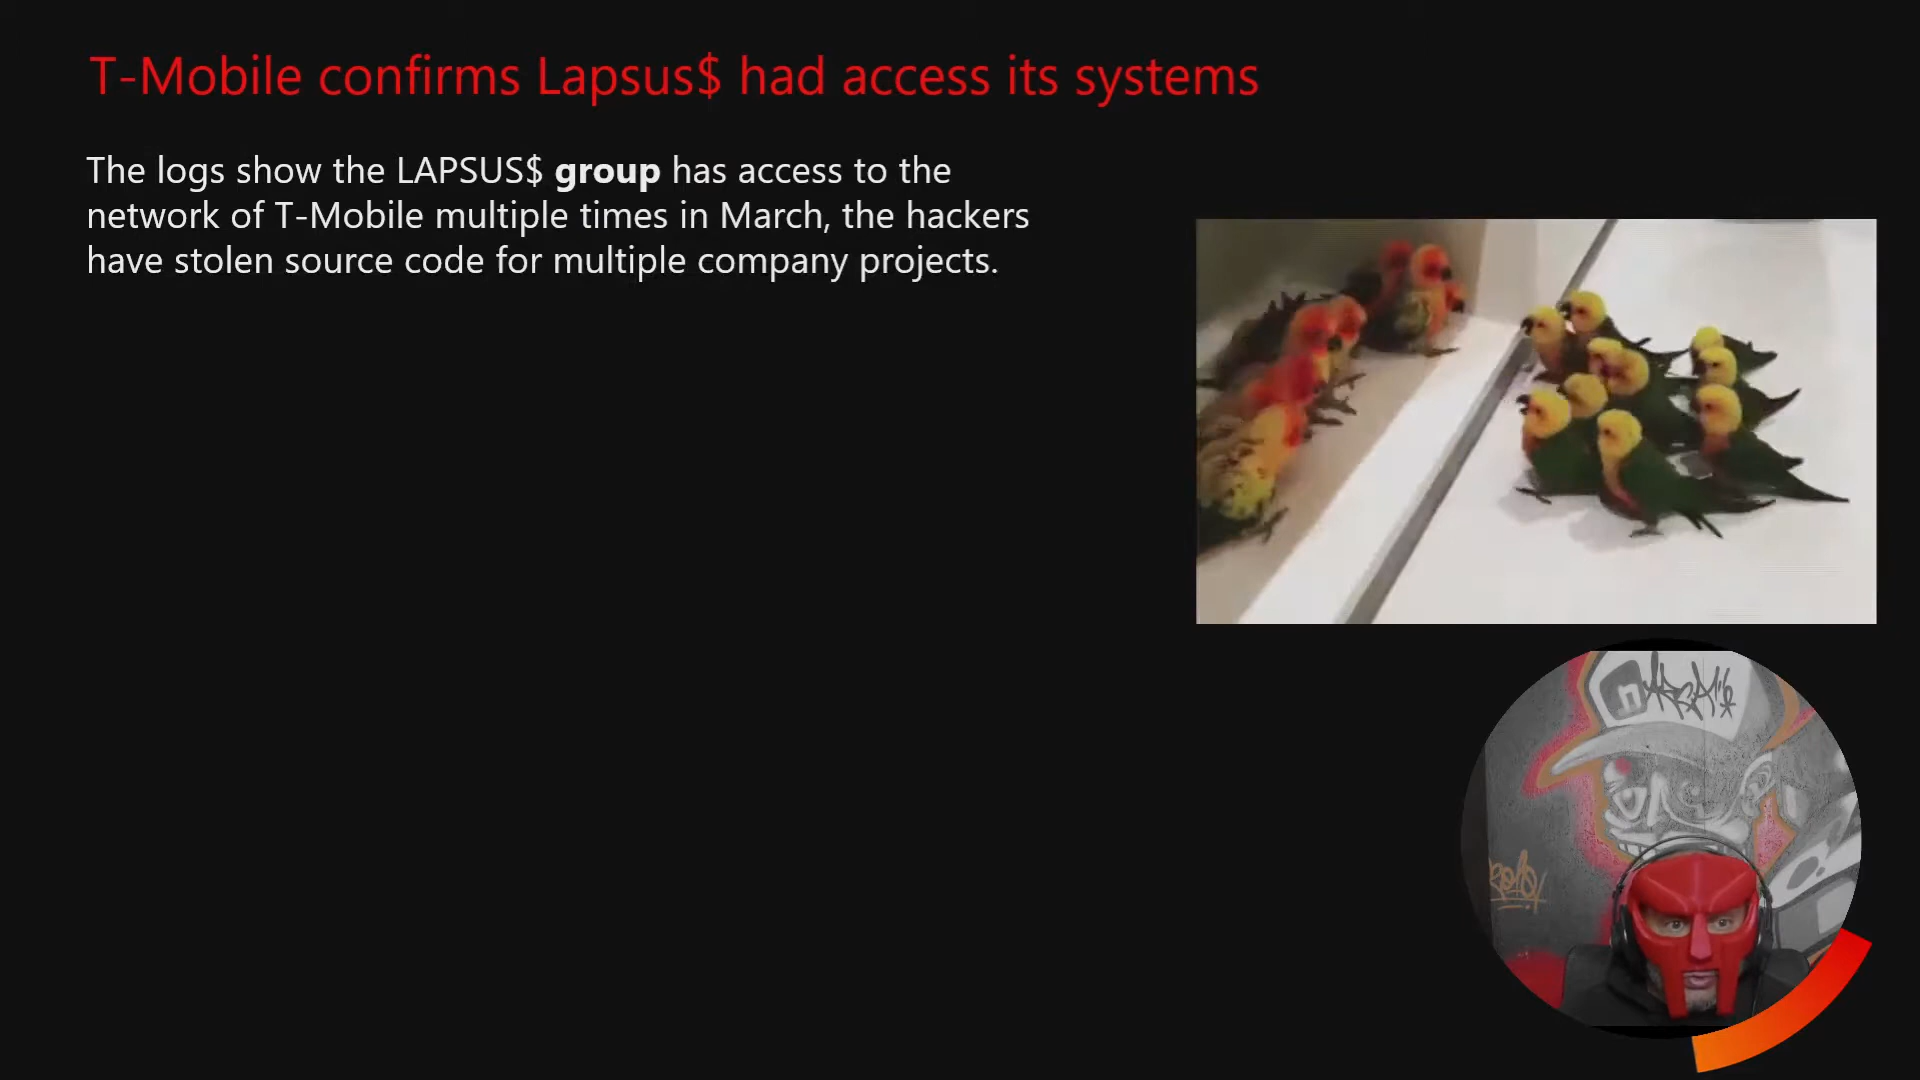 T-Mobile confirms Lapsus$ had access its systems
The logs show the LAPSUS$ group has access to the
network of T-Mobile multiple times in March, the hackers
have stolen source code for multiple company projects.